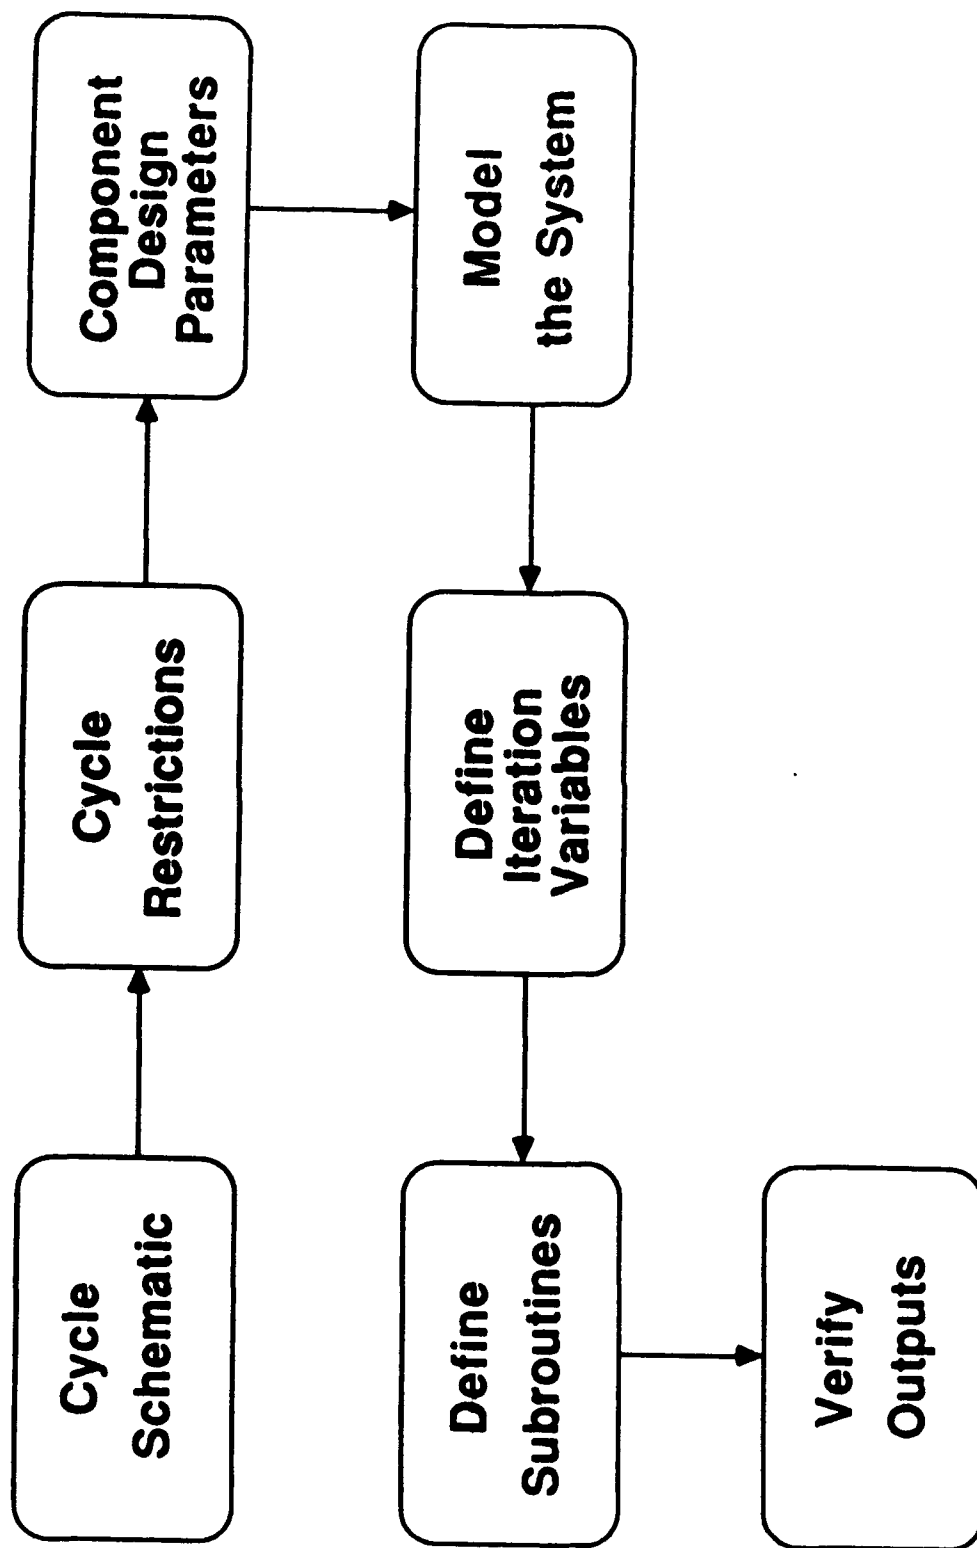 Cycle
Schematic
Cycle
Restrictions
Component
Design
Parameters
Model
the System
Define
Iteration
Variables
Define
Subroutines
Verify
Outputs